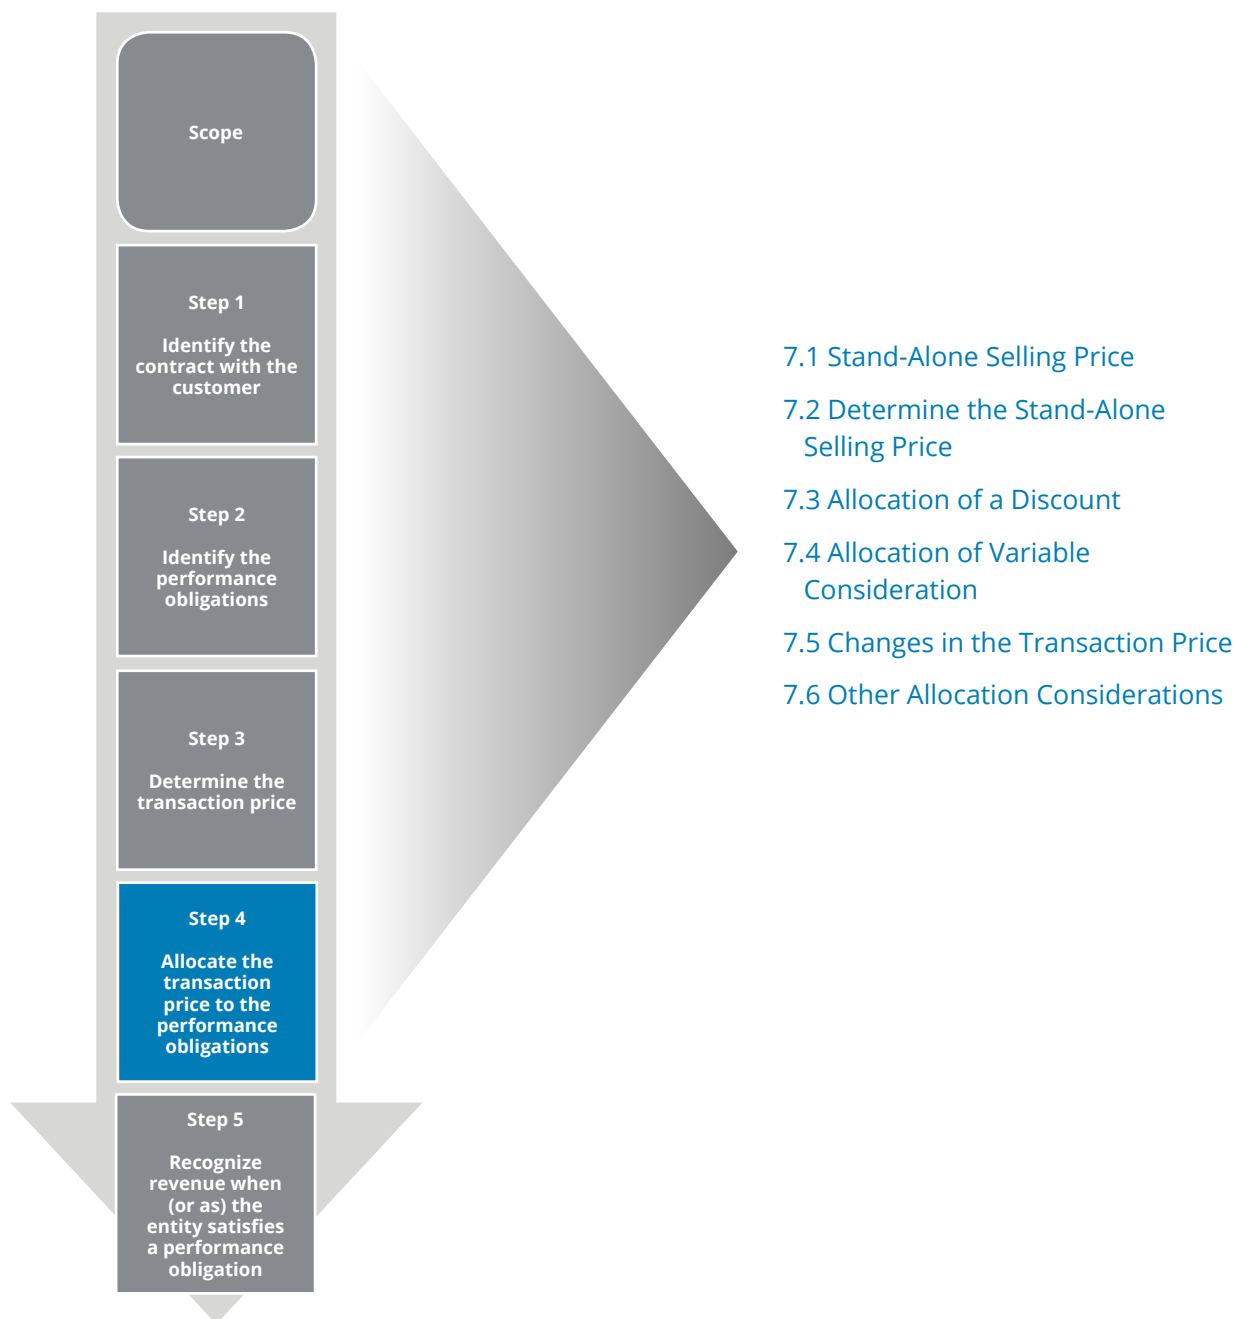 Scope
Step 1
Identify the
contract with the
customer
Step 2
Identify the
performance
obligations
Step 3
Determine the
transaction price
Step 4
Allocate the
transaction
price to the
performance
obligations
Step 5
Recognize
revenue when
(or as) the
entity satisfies
a performance
obligation
7.1 Stand-Alone Selling Price
7.2 Determine the Stand-Alone
Selling Price
7.3 Allocation of a Discount
7.4 Allocation of Variable
Consideration
7.5 Changes in the Transaction Price
7.6 Other Allocation Considerations